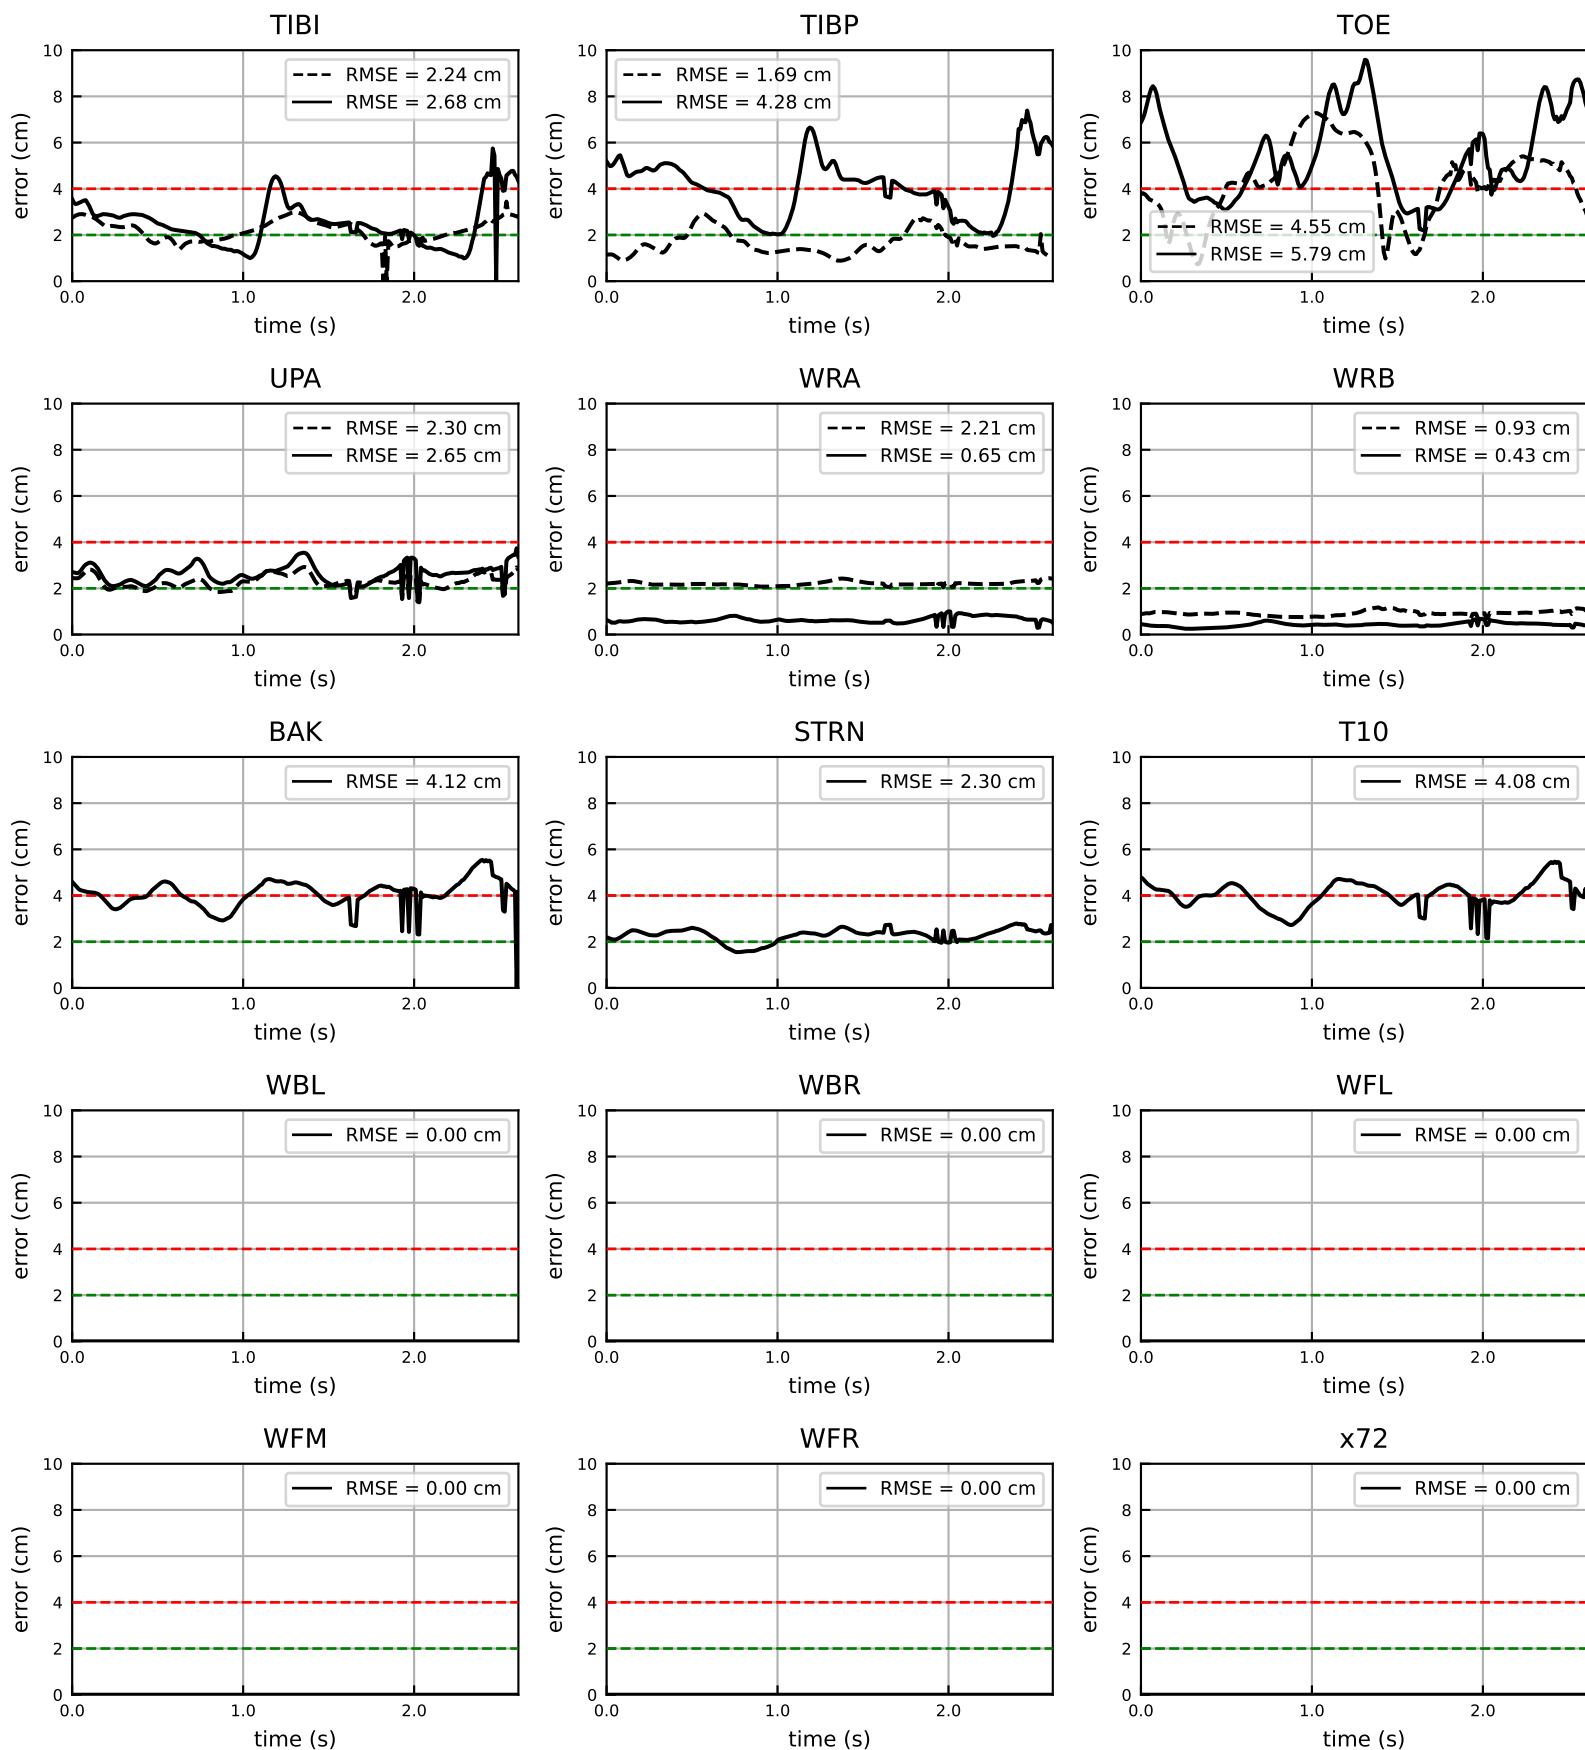 TIBI
TIBP
TOE
10
8
6
4
2
0
error (cm)
RMSE = 2.24 cm
RMSE = 2.68 cm
0.0
1.0
2.0
time (s)
10
8
6
4
2
0
error (cm)
RMSE = 1.69 cm
RMSE = 4.28 cm
0.0
1.0
2.0
time (s)
10
8
6
4
2
0
error (cm)
RMSE = 4.55 cm
RMSE = 5.79 cm
0.0
1.0
2.0
time (s)
UPA
WRA
WRB
10
8
6
4
2
0
error (cm)
RMSE = 2.30 cm
RMSE = 2.65 cm
0.0
1.0
2.0
time (s)
10
8
6
4
2
0
error (cm)
RMSE = 2.21 cm
RMSE = 0.65 cm
0.0
1.0
2.0
time (s)
10
8
6
4
2
0
error (cm)
RMSE = 0.93 cm
RMSE = 0.43 cm
0.0
1.0
2.0
time (s)
BAK
STRN
T10
10
8
6
4
2
0
error (cm)
RMSE = 4.12 cm
0.0
1.0
2.0
time (s)
10
8
6
4
2
0
error (cm)
RMSE = 2.30 cm
0.0
1.0
2.0
time (s)
10
8
6
4
2
0
error (cm)
RMSE = 4.08 cm
0.0
1.0
2.0
time (s)
WBL
WBR
WFL
10
8
6
4
2
0
error (cm)
RMSE = 0.00 cm
0.0
1.0
2.0
time (s)
10
8
6
4
2
0
error (cm)
RMSE = 0.00 cm
0.0
1.0
2.0
time (s)
10
8
6
4
2
0
error (cm)
RMSE = 0.00 cm
0.0
1.0
2.0
time (s)
WFM
WFR
x72
10
8
6
4
2
0
error (cm)
RMSE = 0.00 cm
0.0
1.0
2.0
time (s)
10
8
6
4
2
0
error (cm)
RMSE = 0.00 cm
0.0
1.0
2.0
time (s)
10
8
6
4
2
0
error (cm)
RMSE = 0.00 cm
0.0
1.0
2.0
time (s)